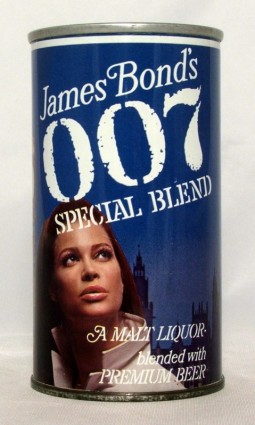 James Bond's
007
SPECIAL BLEND
A MALT LIQUOR
blended with
PREMIUM BEER